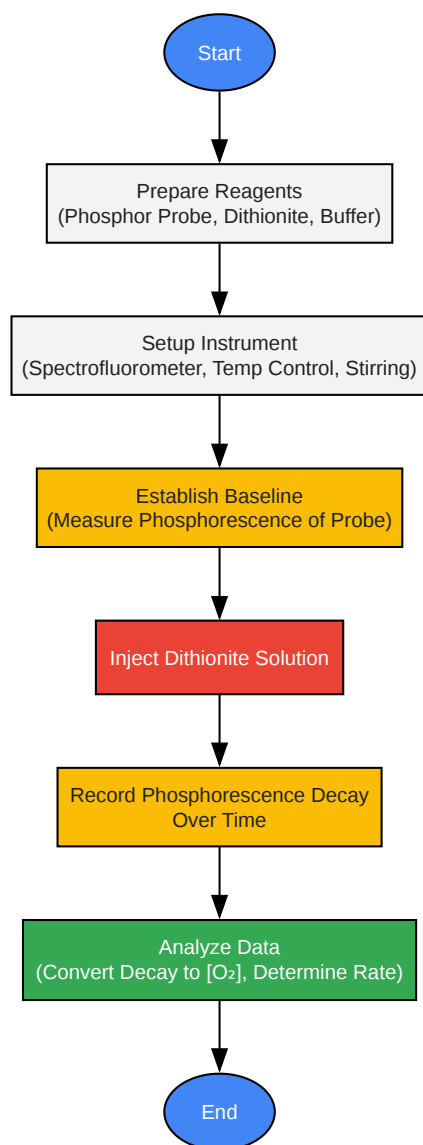 Start
Prepare Reagents
(Phosphor Probe, Dithionite, Buffer)
Setup Instrument
(Spectrofluorometer, Temp Control, Stirring)
Establish Baseline
(Measure Phosphorescence of Probe)
Inject Dithionite Solution
Record Phosphorescence Decay
Over Time
Analyze Data
(Convert Decay to [O₂], Determine Rate)
End